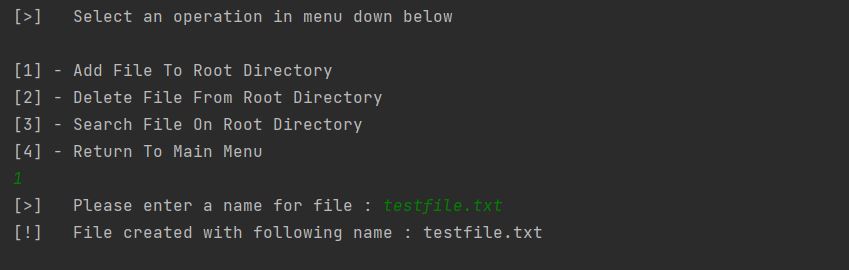 [>]   Select an operation in menu down below
[1] - Add File To Root Directory
[2] - Delete File From Root Directory
[3] - Search File On Root Directory
[4] - Return To Main Menu
1
[>]   Please enter a name for file : testfile.txt
[!]   File created with following name : testfile.txt